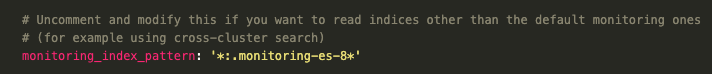 # Uncomment and modify this if you want to read indices other than the default monitoring ones
# (for example using cross-cluster search)
monitoring_index_pattern: '*:.monitoring-es-8*'